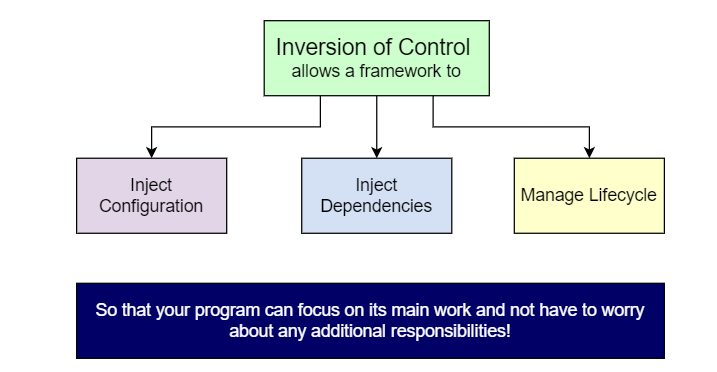 Inversion of Control
allows a framework to
Inject
Configuration
Inject
Dependencies
Manage Lifecycle
So that your program can focus on its main work and not have to worry
about any additional responsibilities!